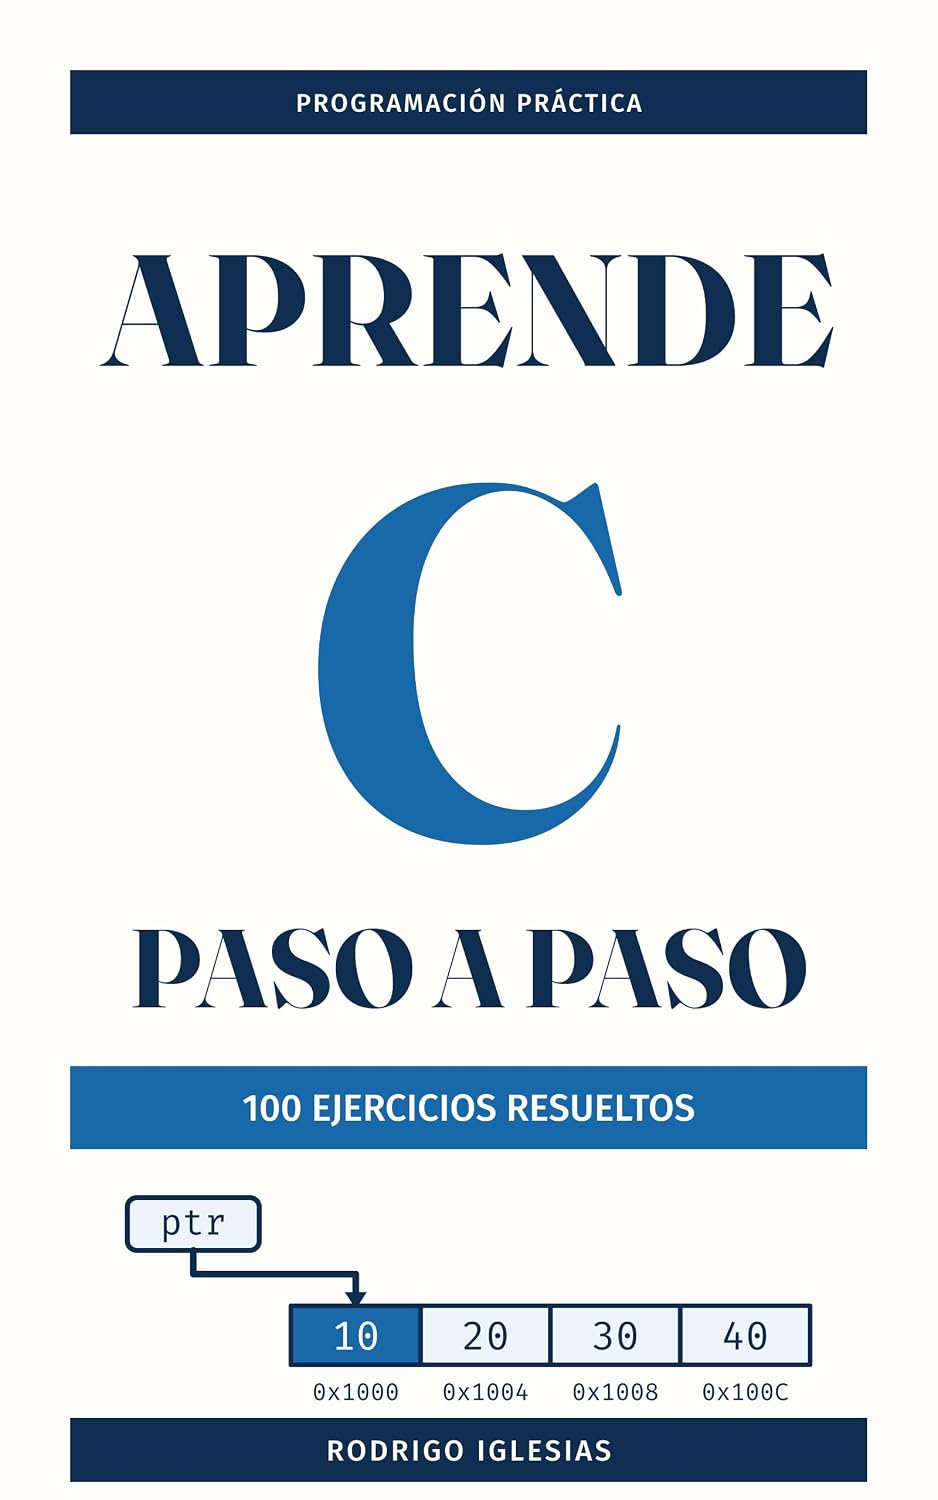 PROGRAMACIÓN PRÁCTICA
APRENDE
C
PASO A PASO
100 EJERCICIOS RESUELTOS
ptr
10 20 30 40
0x1000 0x1004 0x1008 0x100C
RODRIGO IGLESIAS